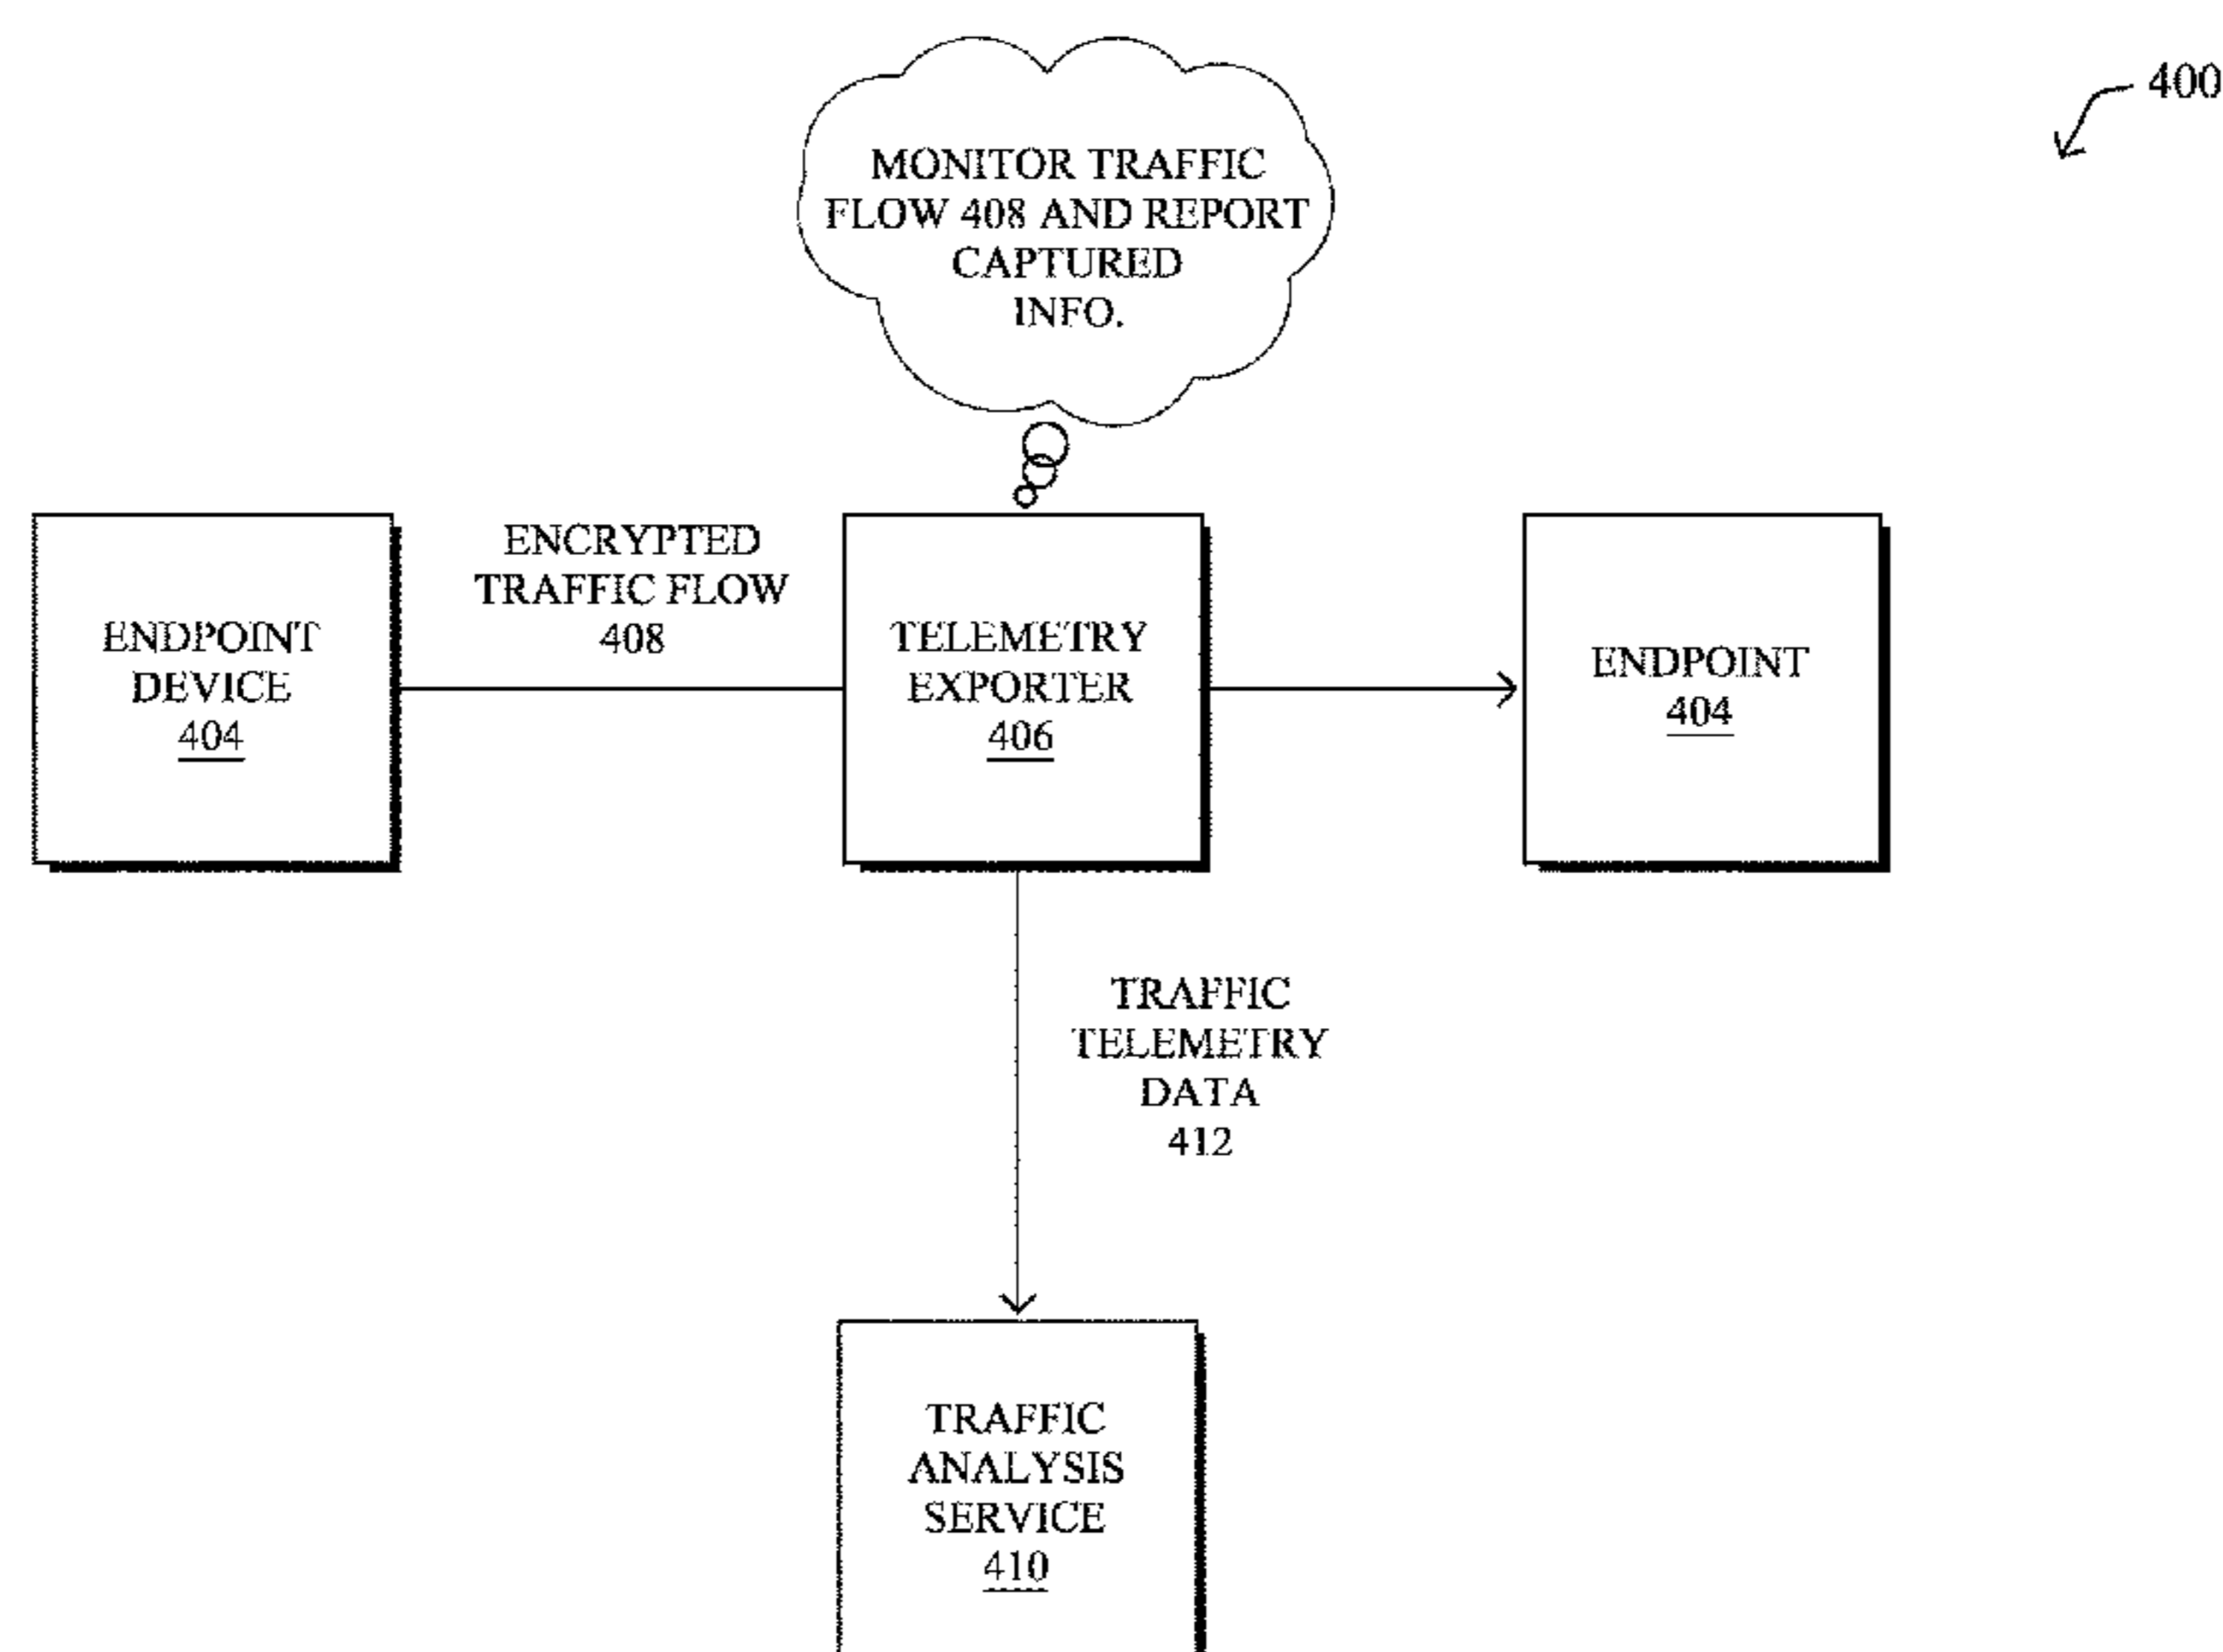 400
MONITOR TRAFFIC
FLOW 408 AND REPORT
CAPTURED
INFO.
ENDPOINT
DEVICE
404
ENCRYPTED
TRAFFIC FLOW
408
TELEMETRY
EXPORTER
406
ENDPOINT
404
TRAFFIC
TELEMETRY
DATA
412
TRAFFIC
ANALYSIS
SERVICE
410